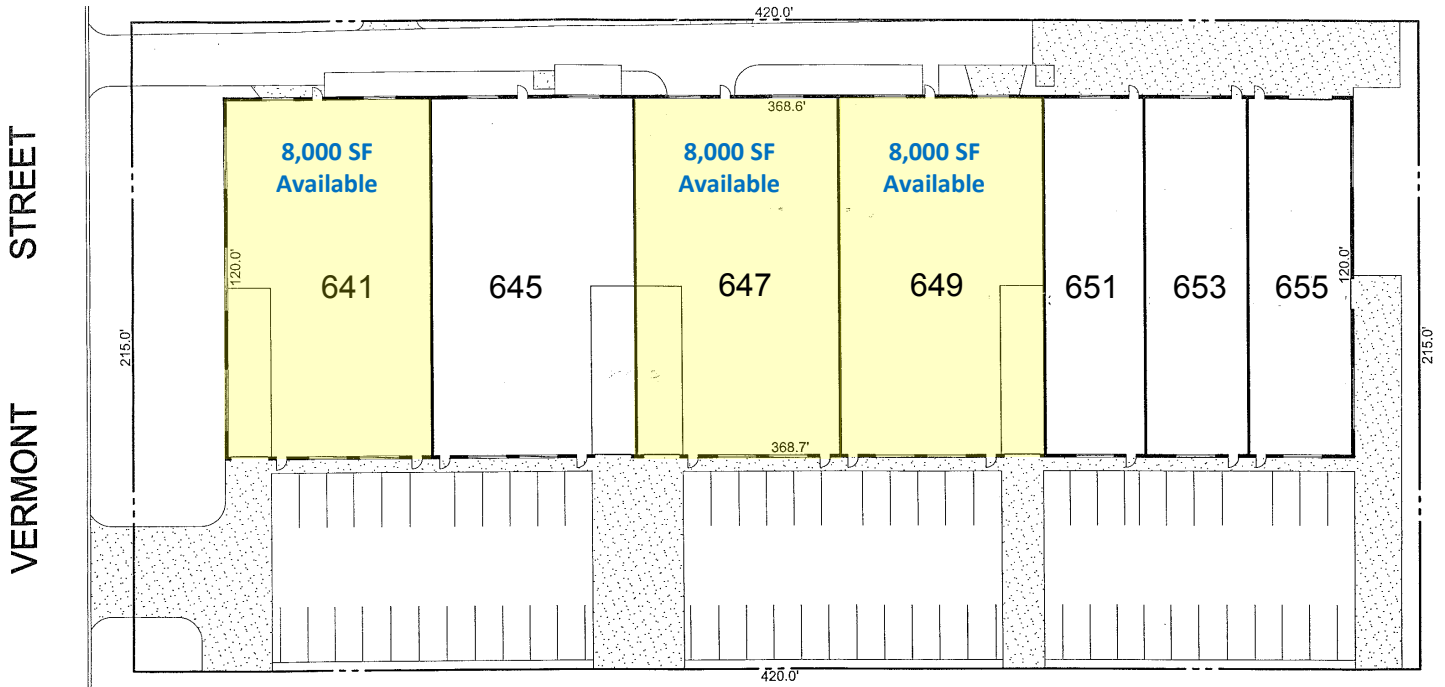 420.0'
368.6'
8,000 SF
Available
8,000 SF
Available
8,000 SF
Available
STREET
VERMONT
120.0'
641
645
647
649
651
653
655
120.0'
215.0'
215.0'
368.7'
420.0'